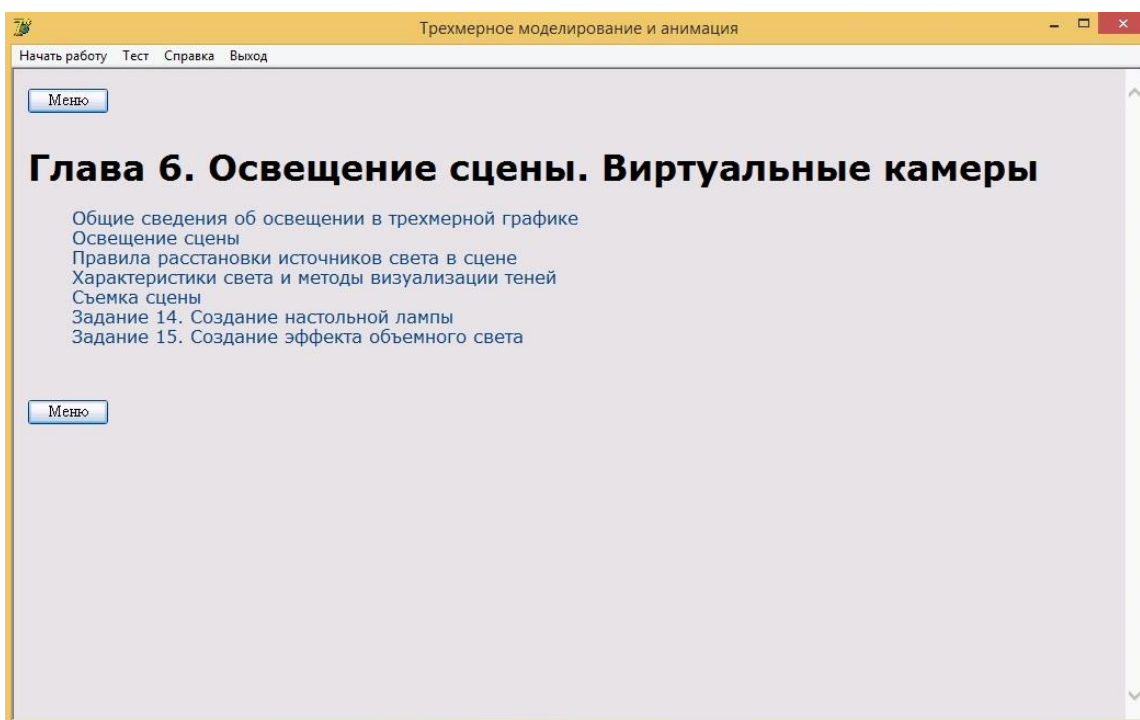 Трехмерное моделирование и анимация
Начать работу Тест Справка Выход
Меню
Глава 6. Освещение сцены. Виртуальные камеры
Общие сведения об освещении в трехмерной графике
Освещение сцены
Правила расстановки источников света в сцене
Характеристики света и методы визуализации теней
Съемка сцены
Задание 14. Создание настольной лампы
Задание 15. Создание эффекта объемного света
Меню